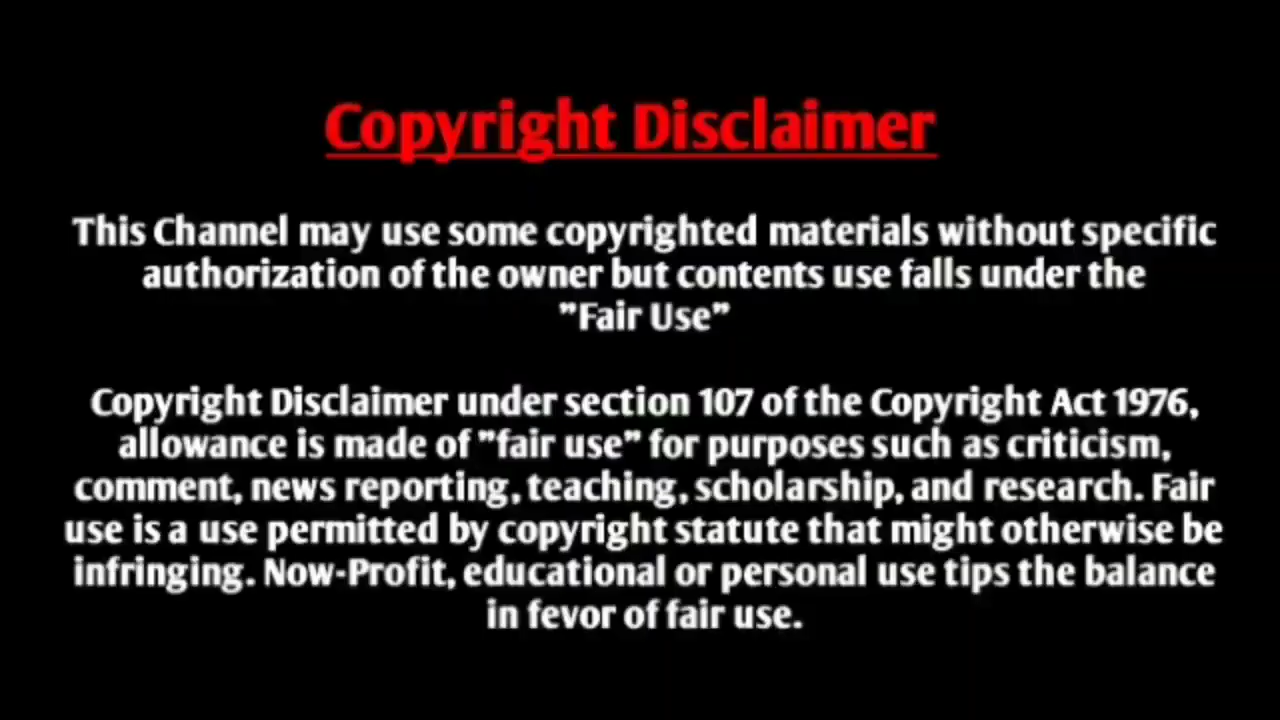 Copyright Disclaimer
This Channel may use some copyrighted materials without specific
authorization of the owner but contents use falls under the
"Fair Use"
Copyright Disclaimer under section 107 of the Copyright Act 1976,
allowance is made of "fair use" for purposes such as criticism,
comment, news reporting, teaching, scholarship, and research. Fair
use is a use permitted by copyright statute that might otherwise be
infringing. Now-Profit, educational or personal use tips the balance
in fevor of fair use.